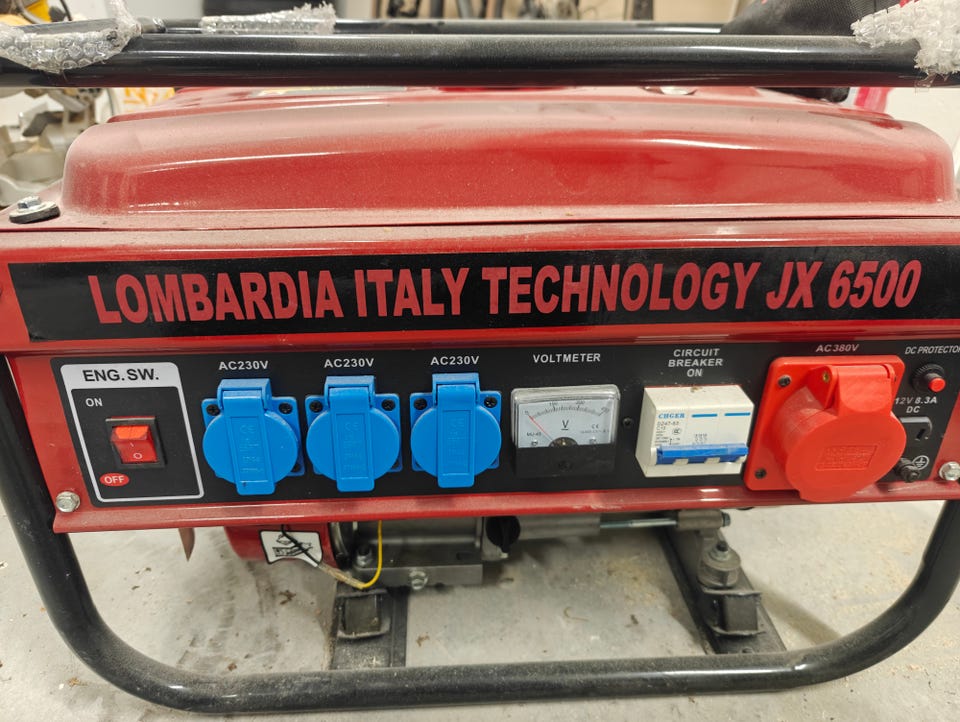 LOMBARDIA ITALY TECHNOLOGY JX 6500
ENG.SW.
ON
OFF
AC230V
AC230V
AC230V
VOLTMETER
V
CIRCUIT
BREAKER
ON
CHGER
AC380V
DC PROTECTOR
12V 8.3A
DC